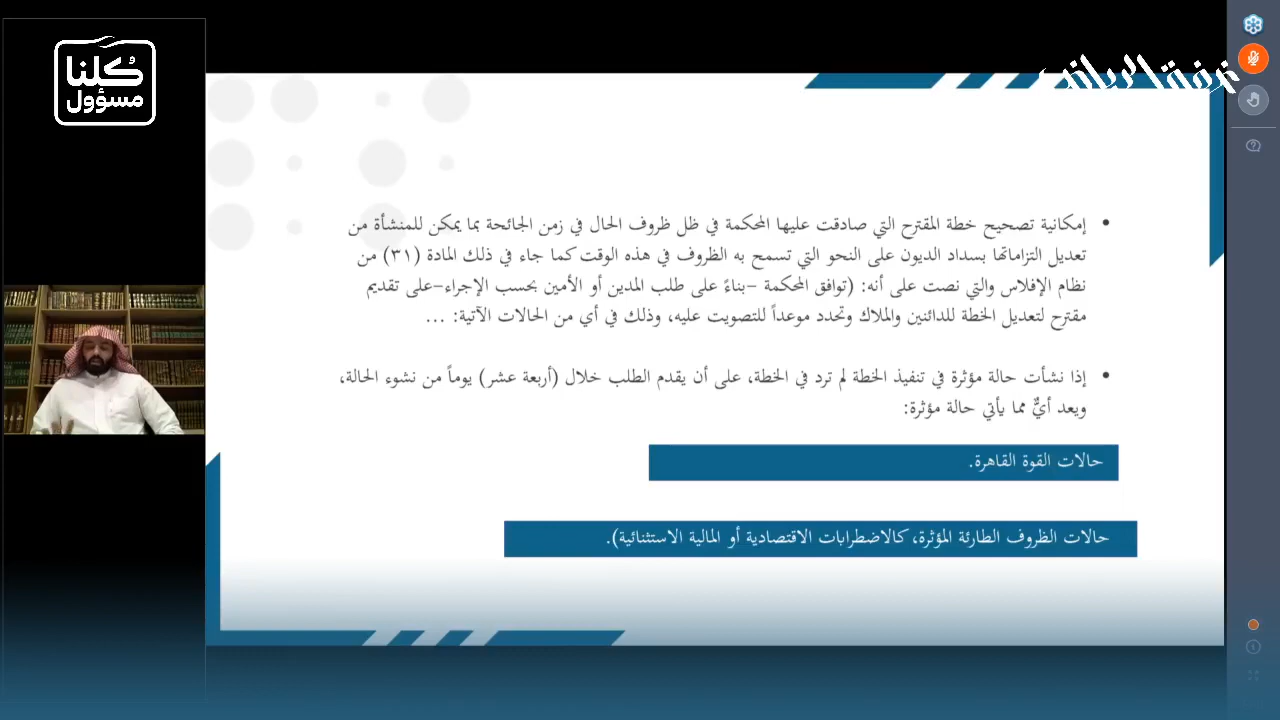 كُلنا
مسؤول
غرفة الرياض
إمكانية تصحيح خطة المقترح التي صادقت عليها المحكمة في ظل ظروف الحال في زمن الجائحة بما يمكن للمنشأة من
تعديل التزاماتها بسداد الديون على النحو التي تسمح به الظروف في هذه الوقت كما جاء في ذلك المادة (٣١) من
نظام الإفلاس والتي نصت على أنه: (توافق المحكمة -بناءً على طلب المدين أو الأمين بحسب الإجراء-على تقديم
مقترح لتعديل الخطة للدائنين والملاك وتحدد موعداً للتصويت عليه، وذلك في أي من الحالات الآتية: ...
إذا نشأت حالة مؤثرة في تنفيذ الخطة لم ترد في الخطة، على أن يقدم الطلب خلال (أربعة عشر) يوماً من نشوء الحالة،
ويعد أيٌّ مما يأتي حالة مؤثرة:
حالات القوة القاهرة.
حالات الظروف الطارئة المؤثرة، كالاضطرابات الاقتصادية أو المالية الاستثنائية).